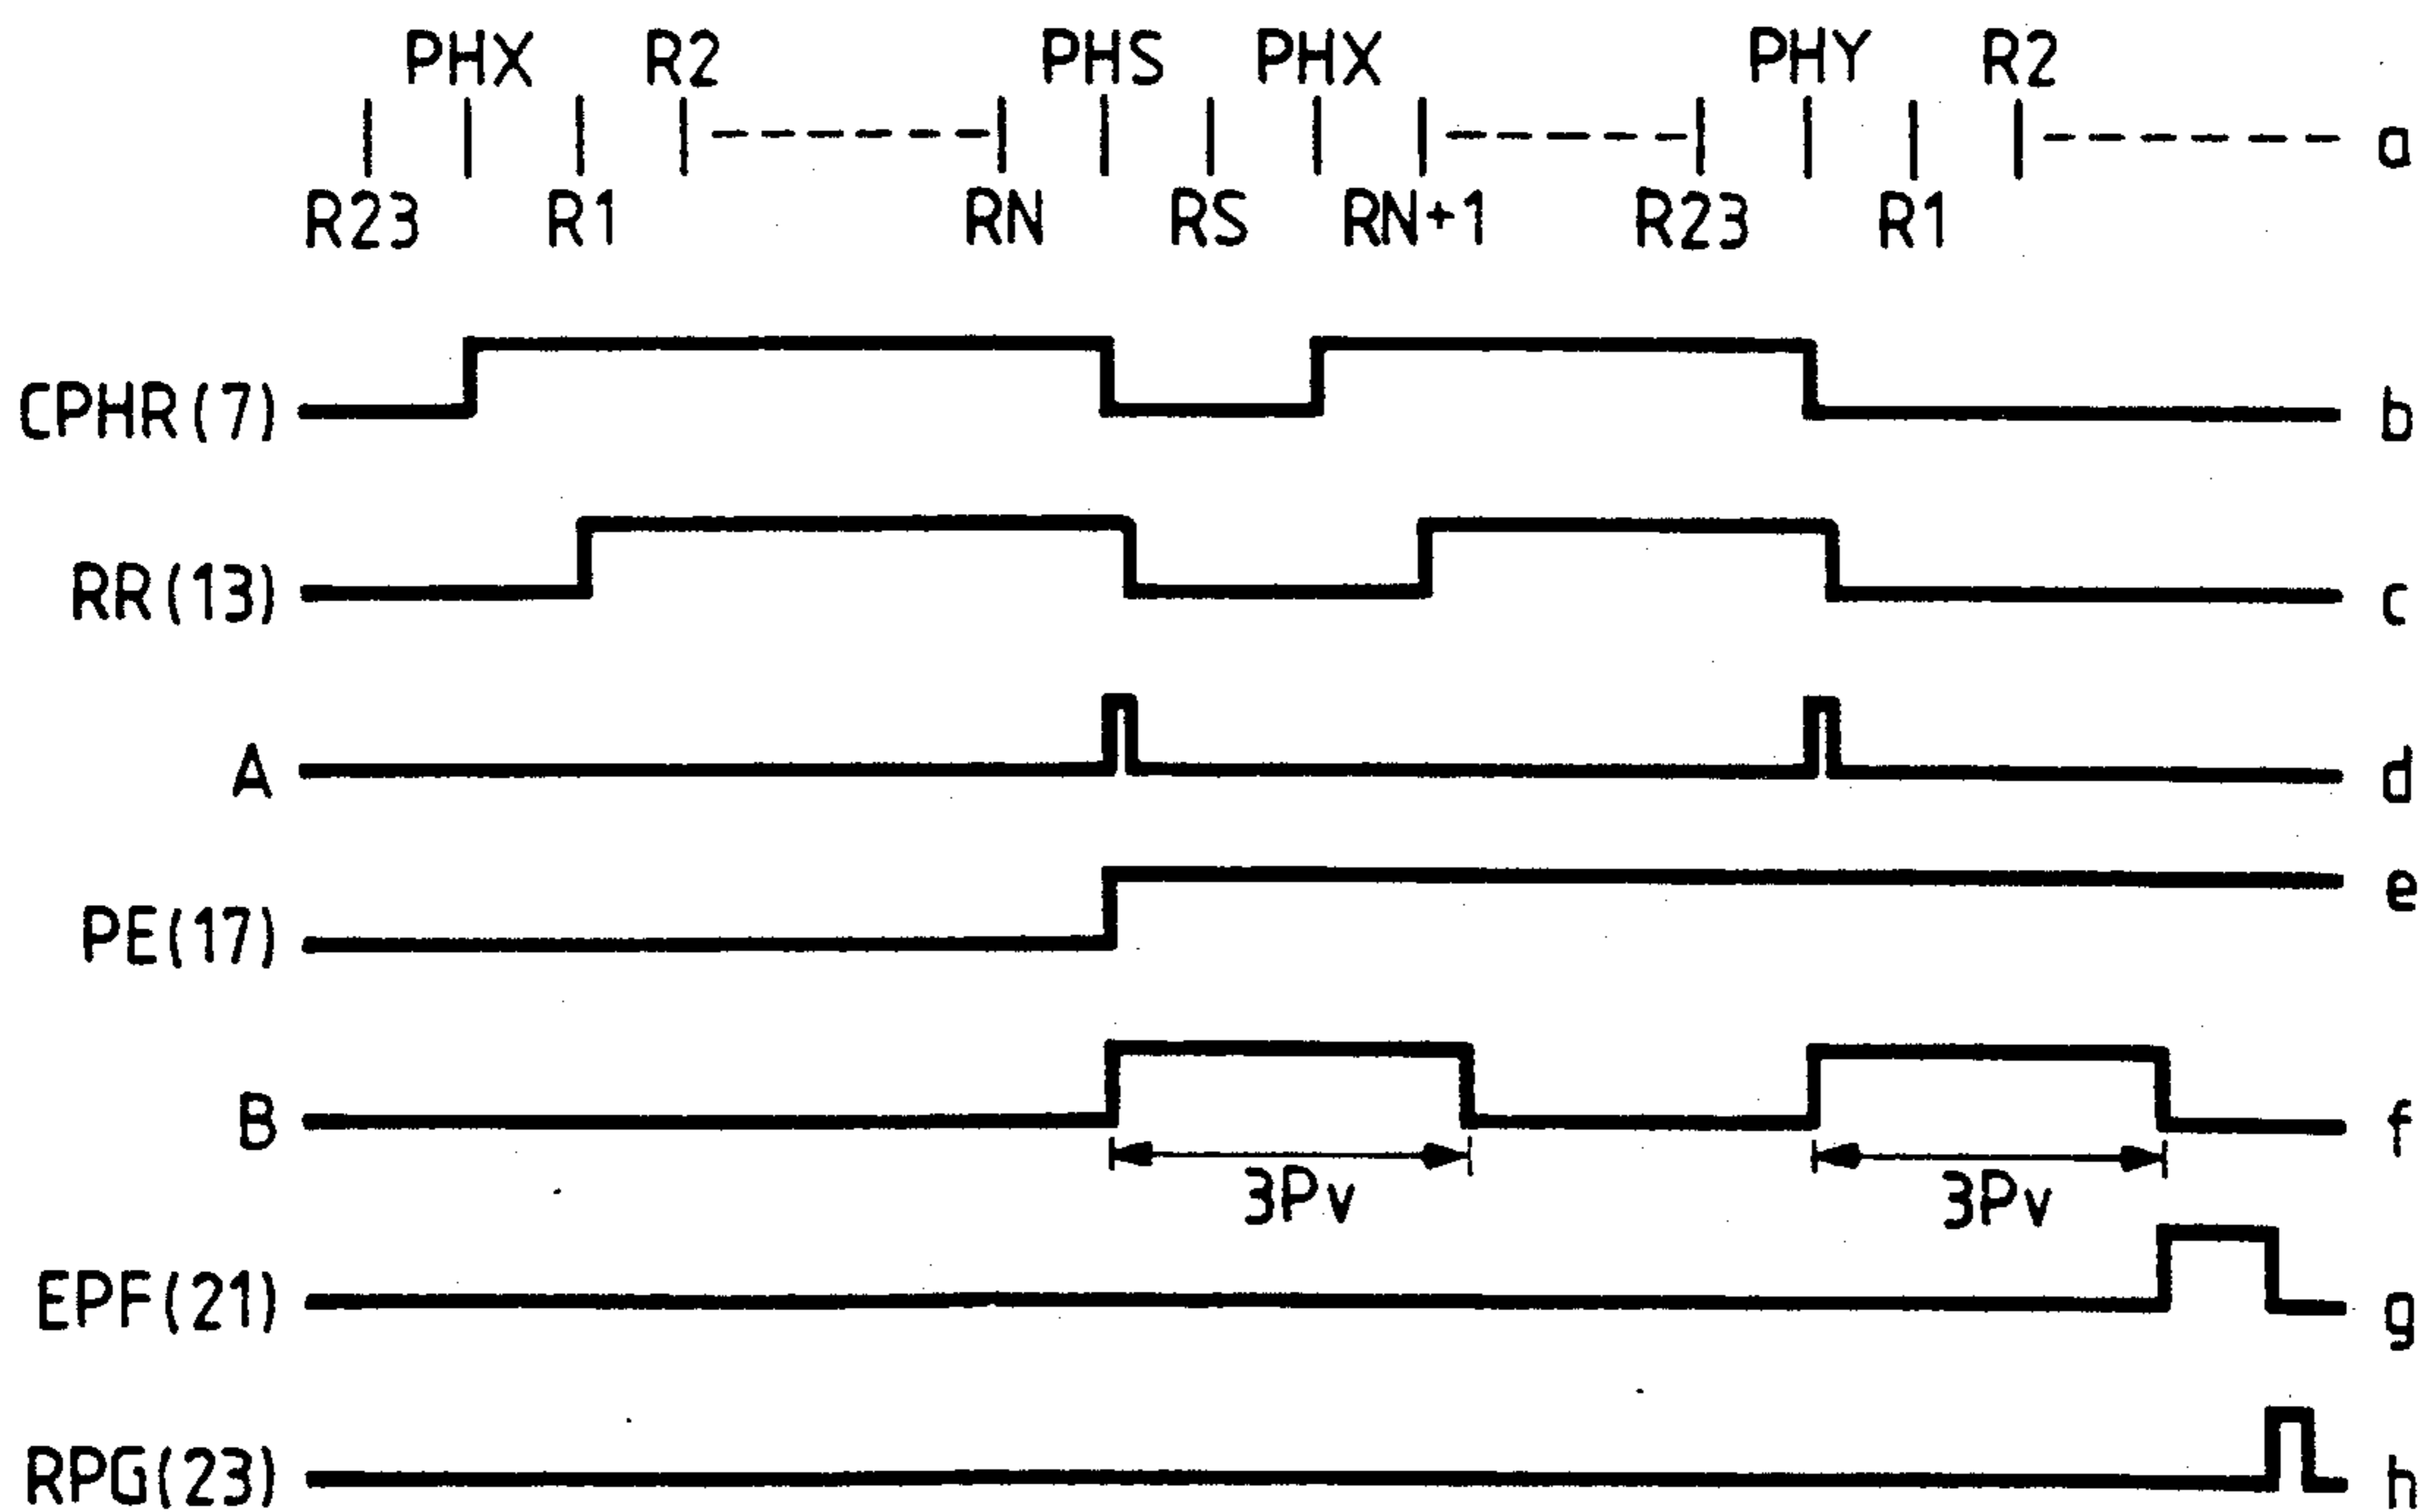 PHX R2 PHS PHX PHY R2
a
R23 R1 RN RS RN+1 R23 R1
CPHR(7) b
RR(13) c
A d
PE(17) e
B f
3Pv 3Pv
EPF(21) g
RPG(23) h